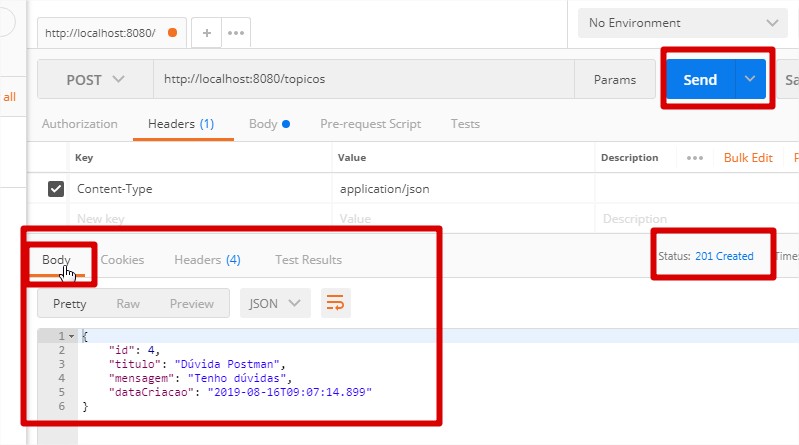 No Environment
http://localhost:8080/
+ •••
POST http://localhost:8080/topicos Params Send Sa
all
Authorization Headers (1) Body Pre-request Script Tests
Key Value Description ••• Bulk Edit P
Content-Type application/json
New key Value Description
Body Cookies Headers (4) Test Results Status: 201 Created Time:
Pretty Raw Preview JSON
1 {
2 "id": 4,
3 "titulo": "Dúvida Postman",
4 "mensagem": "Tenho dúvidas",
5 "dataCriacao": "2019-08-16T09:07:14.899"
6 }